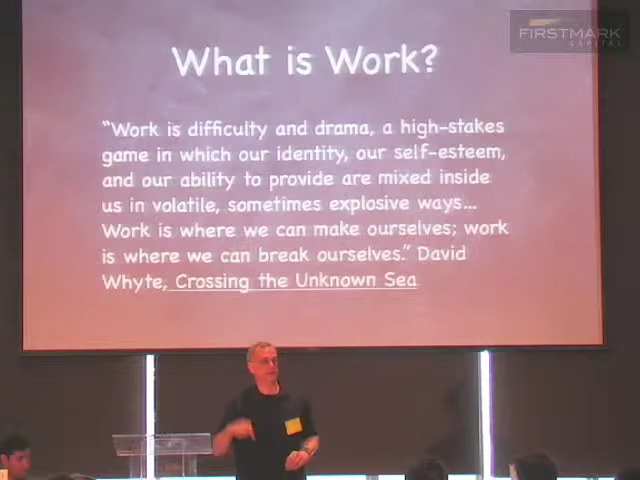 FIRSTMARK
CAPITAL
What is Work?
“Work is difficulty and drama, a high-stakes
game in which our identity, our self-esteem,
and our ability to provide are mixed inside
us in volatile, sometimes explosive ways...
Work is where we can make ourselves; work
is where we can break ourselves.” David
Whyte, Crossing the Unknown Sea